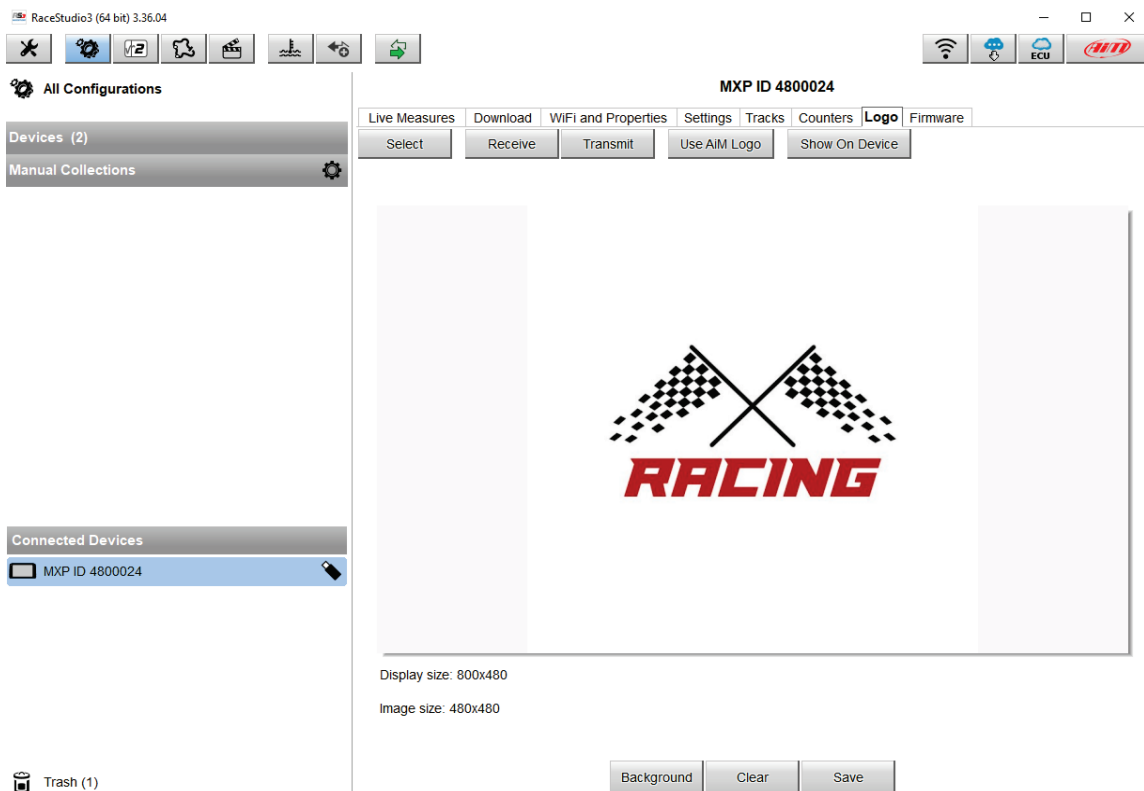 RS3 RaceStudio3 (64 bit) 3.36.04
ECU
AiM
All Configurations
Devices (2)
Manual Collections
Connected Devices
MXP ID 4800024
Trash (1)
MXP ID 4800024
Live Measures Download WiFi and Properties Settings Tracks Counters Logo Firmware
Select Receive Transmit Use AiM Logo Show On Device
RACING
Display size: 800x480
Image size: 480x480
Background Clear Save